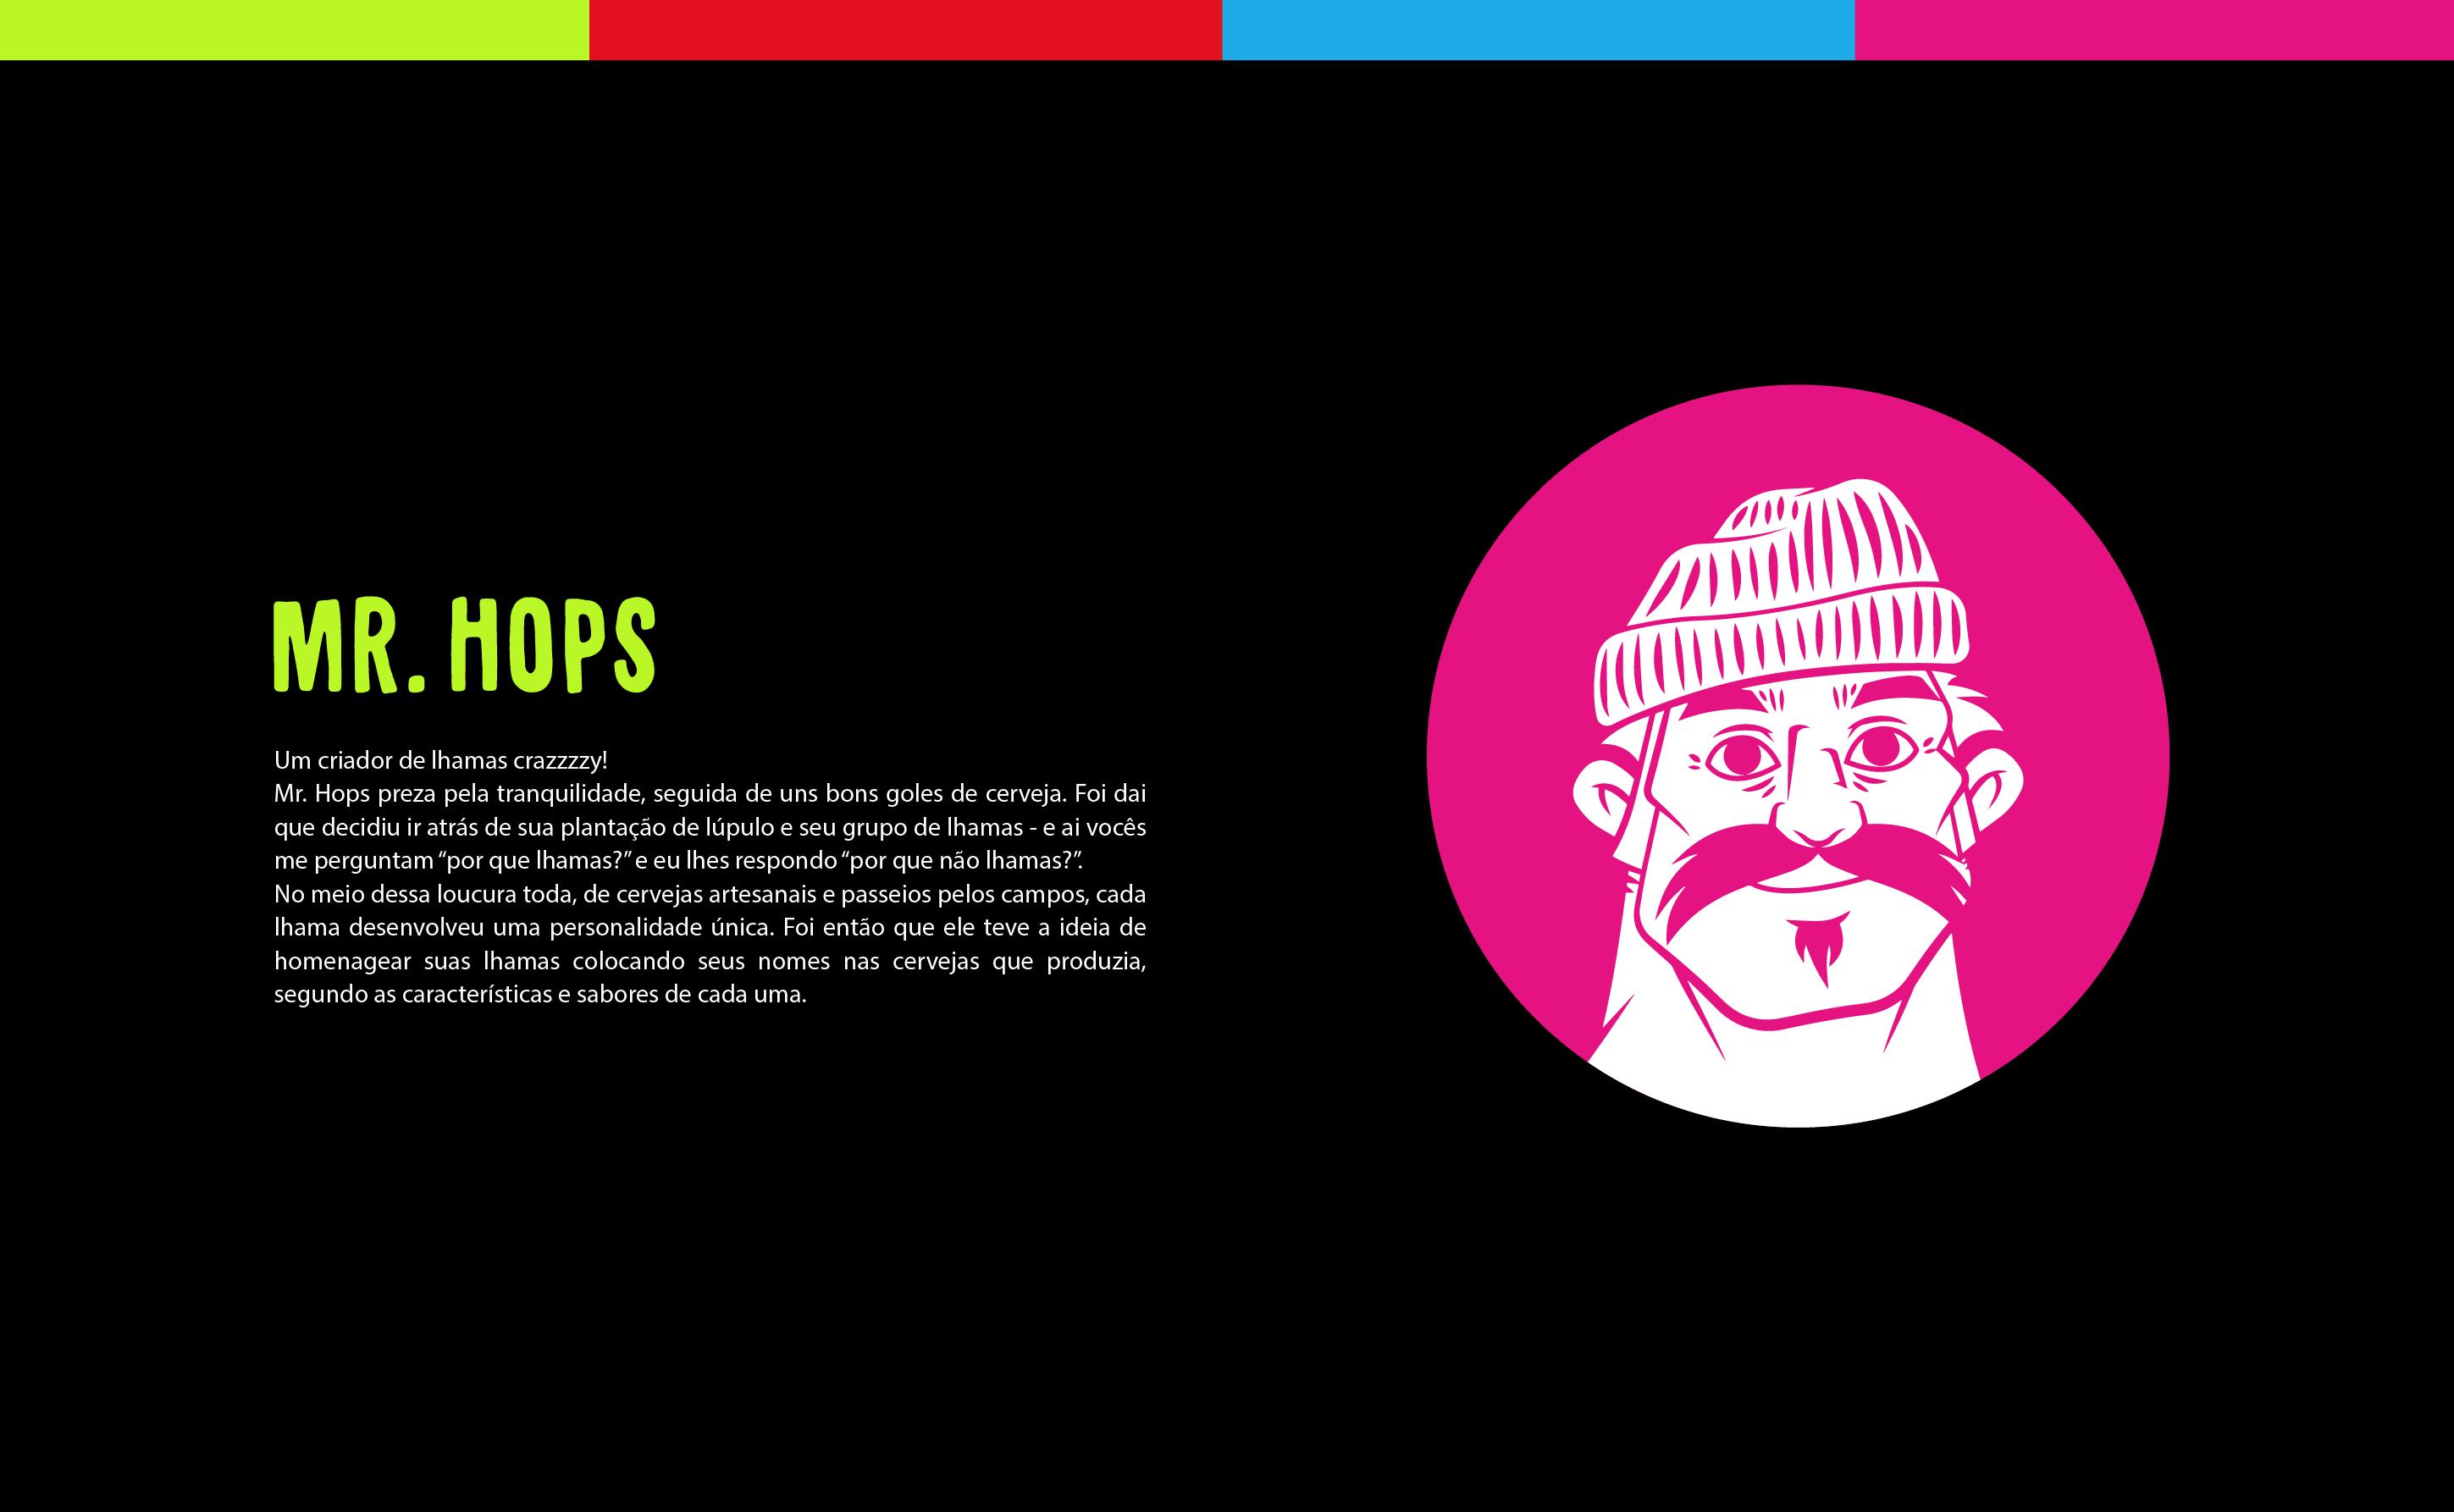 MR. HOPS
Um criador de lhamas crazzzzy!
Mr. Hops preza pela tranquilidade, seguida de uns bons goles de cerveja. Foi dai
que decidiu ir atrás de sua plantação de lúpulo e seu grupo de lhamas - e ai vocês
me perguntam “por que lhamas?” e eu lhes respondo “por que não lhamas?”.
No meio dessa loucura toda, de cervejas artesanais e passeios pelos campos, cada
lhama desenvolveu uma personalidade única. Foi então que ele teve a ideia de
homenagear suas lhamas colocando seus nomes nas cervejas que produzia,
segundo as características e sabores de cada uma.